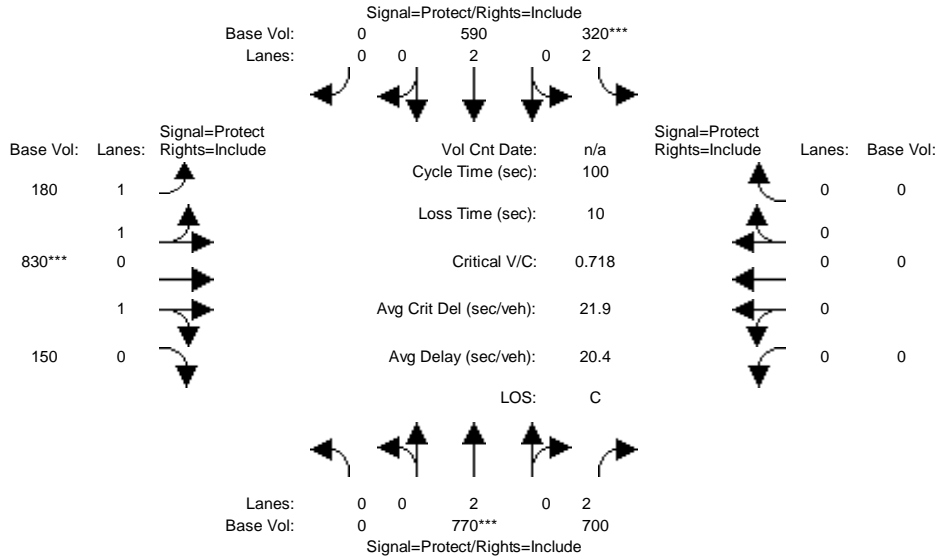 Signal=Protect/Rights=Include
Base Vol: 0 590 320***
Lanes: 0 0 2 0 2
Signal=Protect
Base Vol: Lanes: Rights=Include
Vol Cnt Date: n/a
Signal=Protect
Rights=Include Lanes: Base Vol:
Cycle Time (sec): 100
180 1 0 0
Loss Time (sec): 10
1 0
830*** 0 Critical V/C: 0.718 0 0
1 Avg Crit Del (sec/veh): 21.9 0
150 0 Avg Delay (sec/veh): 20.4 0 0
LOS: C
Lanes: 0 0 2 0 2
Base Vol: 0 770*** 700
Signal=Protect/Rights=Include